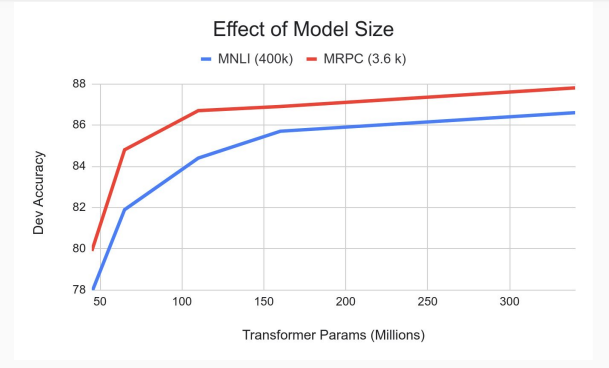 Effect of Model Size
MNLI (400k) MRPC (3.6 k)
88
86
84
82
80
78
Dev Accuracy
50 100 150 200 250 300
Transformer Params (Millions)